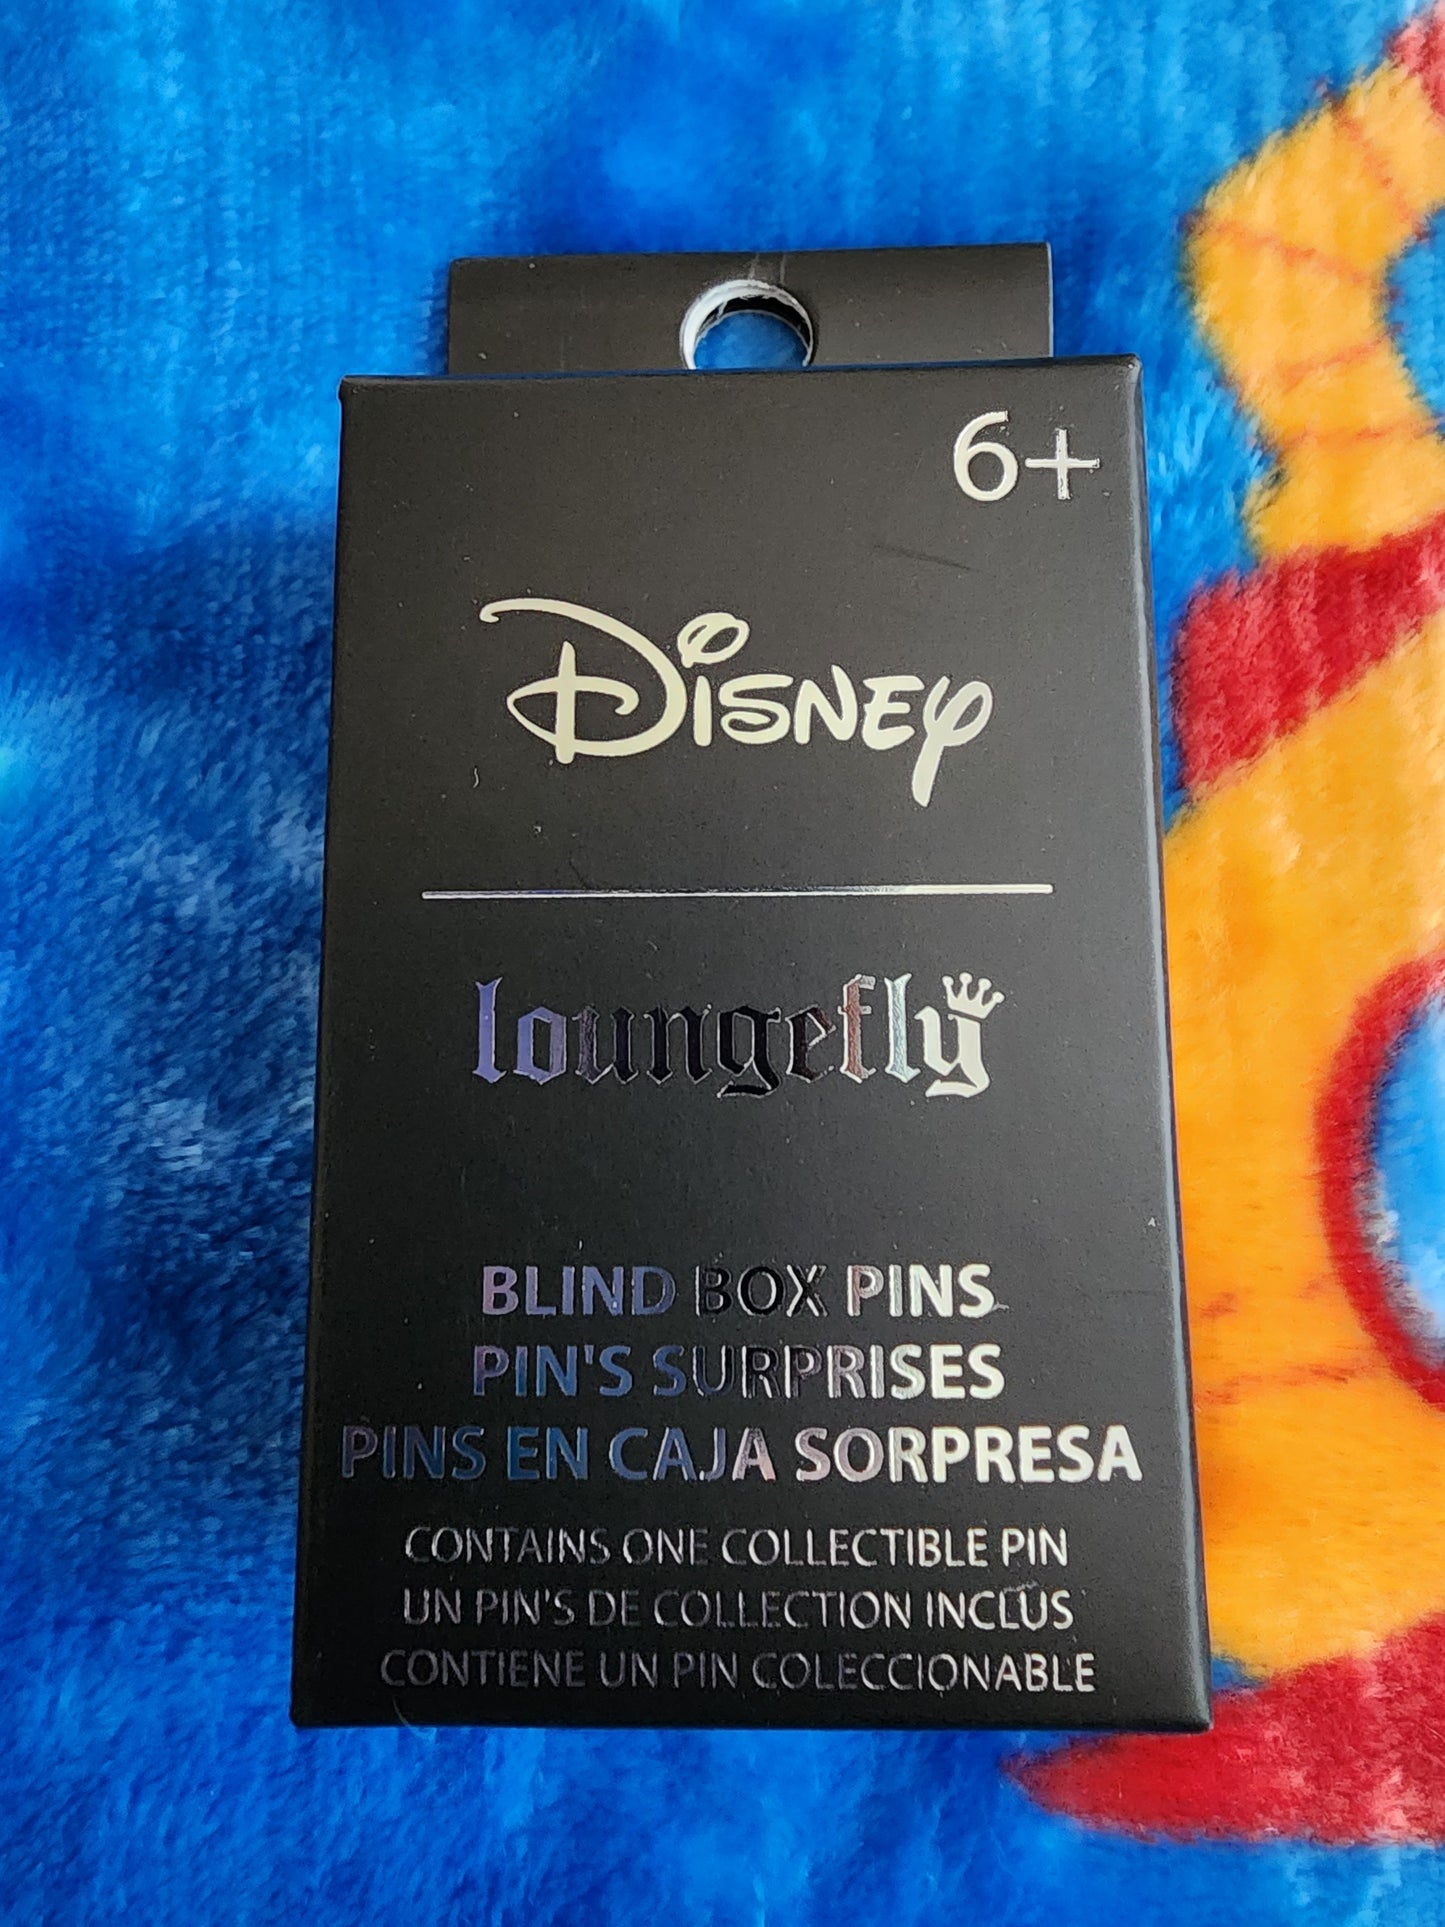 6+
Disney
loungefly
BLIND BOX PINS
PIN'S SURPRISES
PINS EN CAJA SORPRESA
CONTAINS ONE COLLECTIBLE PIN
UN PIN'S DE COLLECTION INCLUS
CONTIENE UN PIN COLECCIONABLE